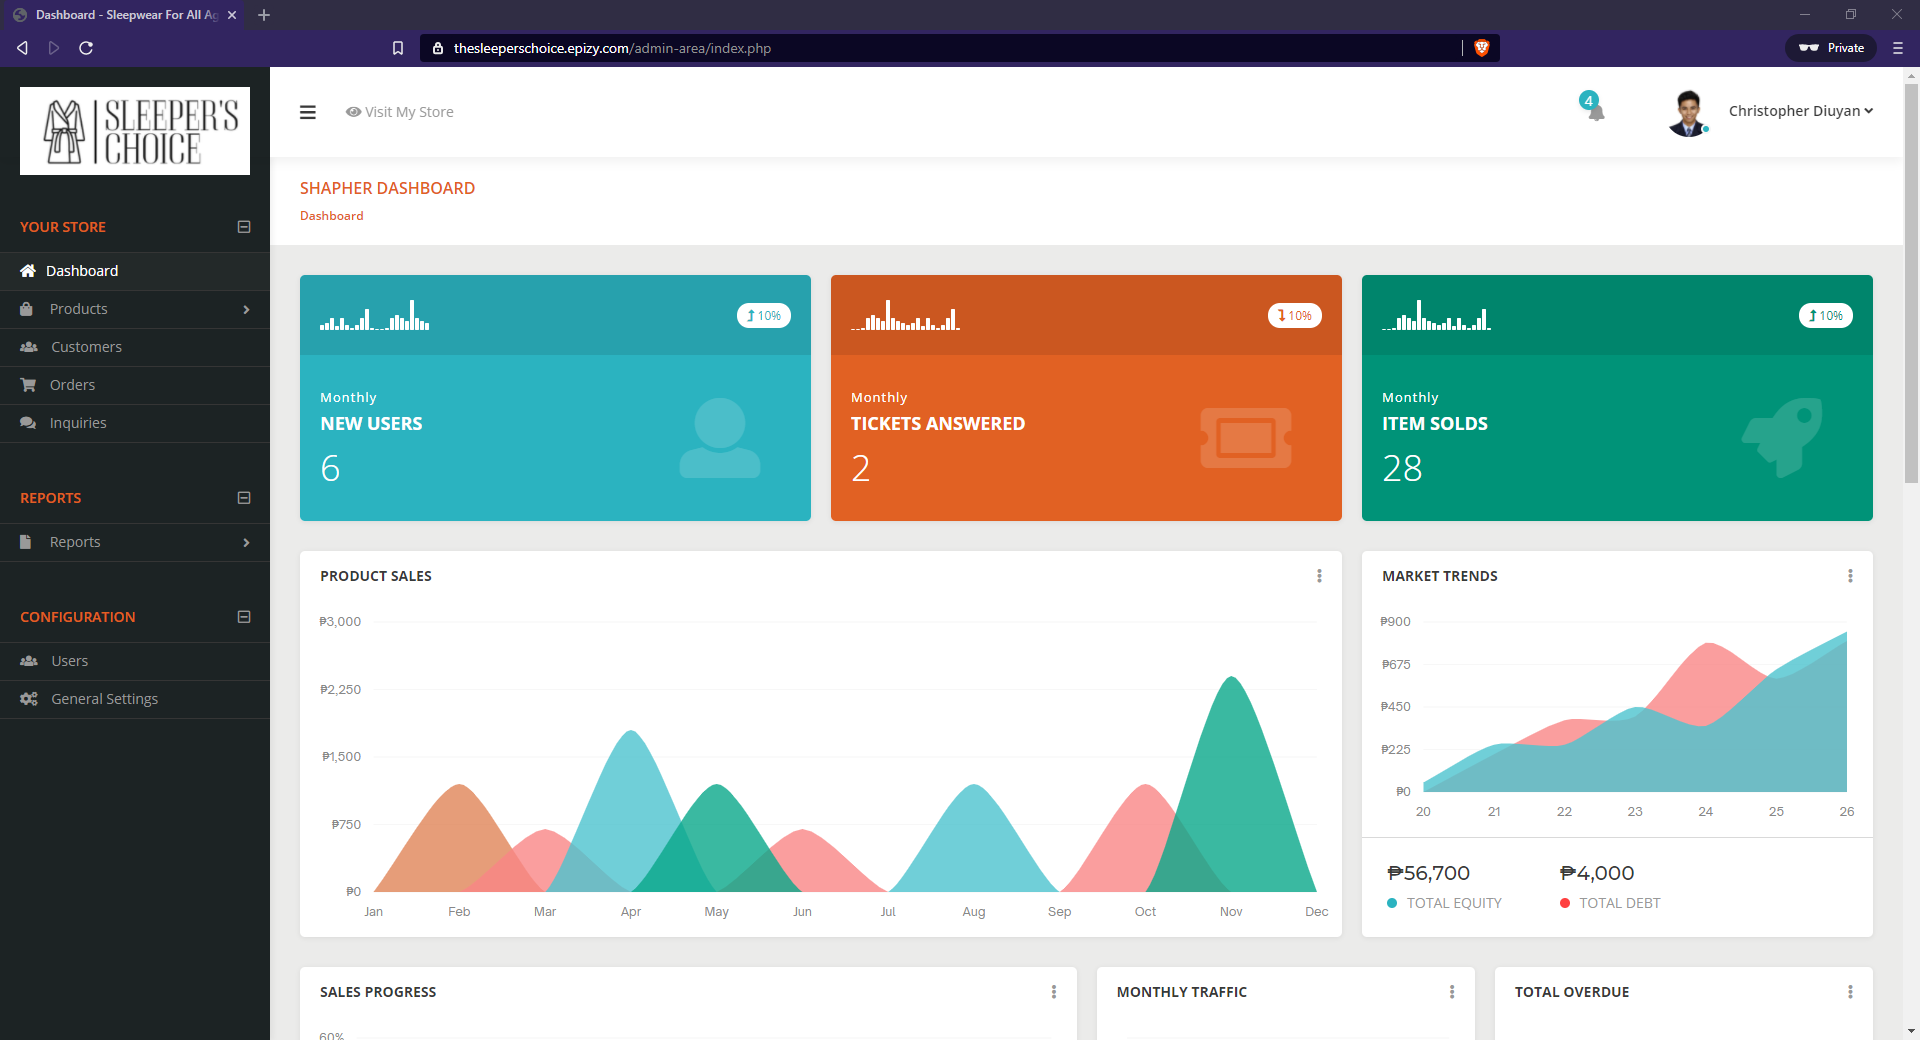 Dashboard - Sleepwear For All Ag
thesleeperschoice.epizy.com/admin-area/index.php
Private
SLEEPER'S
CHOICE
Visit My Store
4
Christopher Diuyan
SHAPHER DASHBOARD
Dashboard
YOUR STORE
Dashboard
Products
Customers
Orders
Inquiries
REPORTS
Reports
CONFIGURATION
Users
General Settings
10%
Monthly
NEW USERS
6
10%
Monthly
TICKETS ANSWERED
2
10%
Monthly
ITEM SOLDS
28
PRODUCT SALES
₱3,000
₱2,250
₱1,500
₱750
₱0
Jan Feb Mar Apr May Jun Jul Aug Sep Oct Nov Dec
MARKET TRENDS
₱900
₱675
₱450
₱225
₱0
20 21 22 23 24 25 26
₱56,700
TOTAL EQUITY
₱4,000
TOTAL DEBT
SALES PROGRESS
60%
MONTHLY TRAFFIC
TOTAL OVERDUE